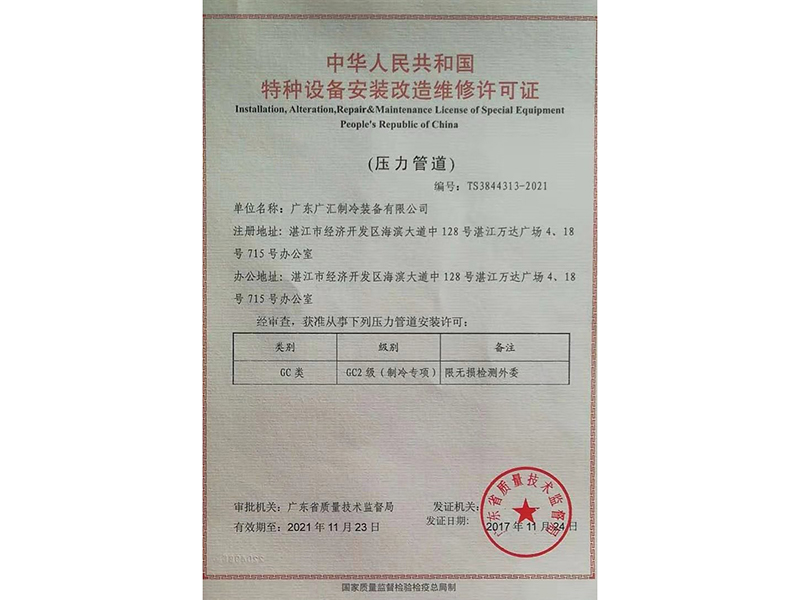 中华人民共和国
特种设备安装改造维修许可证
Installation, Alteration,Repair&Maintenance License of Special Equipment
People's Republic of China
(压力管道)
编号: TS3844313-2021
单位名称: 广东广汇制冷装备有限公司
注册地址: 湛江市经济开发区海滨大道中128号湛江万达广场4、18
号715号办公室
办公地址: 湛江市经济开发区海滨大道中128号湛江万达广场4、18
号715号办公室
经审查, 获准从事下列压力管道安装许可:
类别 级别 备注
GC类 GC2级(制冷专项) 限无损检测外委
审批机关: 广东省质量技术监督局 发证机关:
有效期至: 2021年11月23日 发证日期: 2017年11月24日
广东省质量技术监督局
国家质量监督检验检疫总局制